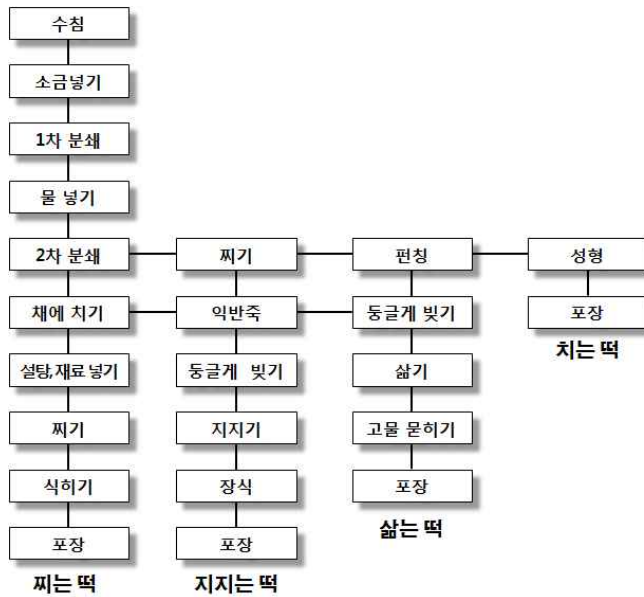 수침
소금넣기
1차 분쇄
물 넣기
2차 분쇄
찌기
펀칭
성형
채에 치기
익반죽
둥글게 빚기
포장
치는 떡
설탕,재료 넣기
둥글게 빚기
삶기
찌기
지지기
고물 묻히기
식히기
장식
포장
삶는 떡
포장
포장
찌는 떡
지지는 떡